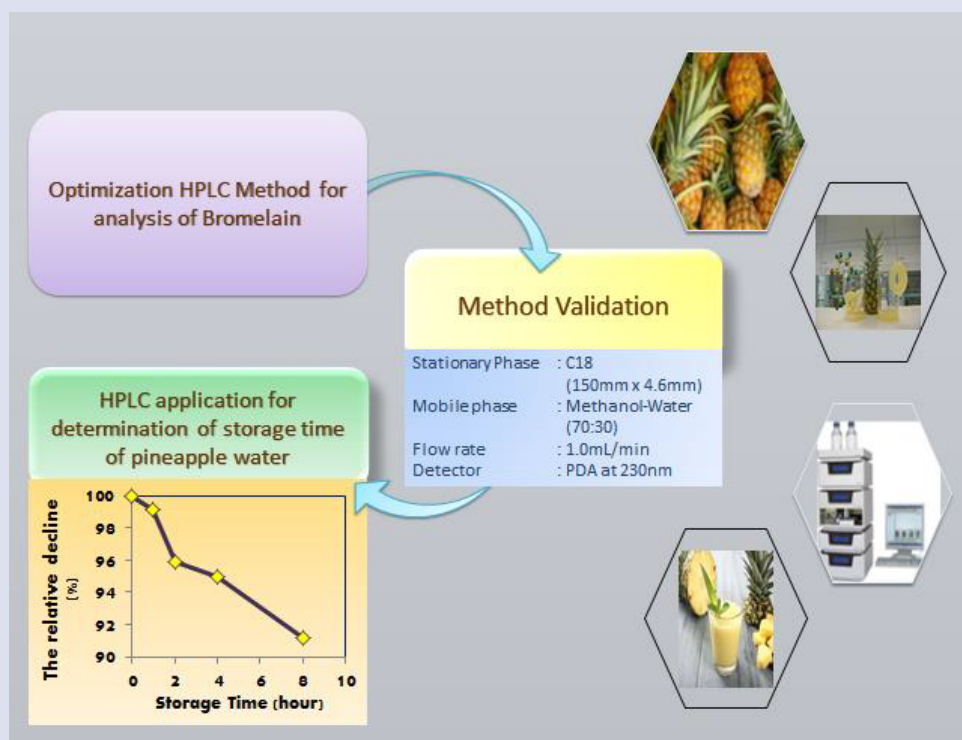 Optimization HPLC Method for
analysis of Bromelain
Method Validation
Stationary Phase : C18
(150mm x 4.6mm)
Mobile phase : Methanol-Water
(70:30)
Flow rate : 1.0mL/min
Detector : PDA at 230nm
HPLC application for
determination of storage time
of pineapple water
The relative decline
(%)
100
98
96
94
92
90
0 2 4 6 8 10
Storage Time (hour)